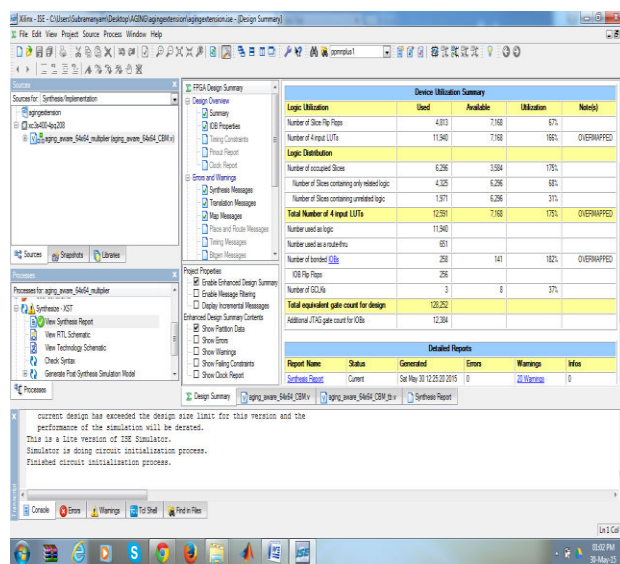 Xilinx - ISE - C:\Users\Subramanyam\Desktop\AGING\agingextension\agingextension.ise - [Design Summary]
File Edit View Project Source Process Window Help
Sources
Sources for: Synthesis/Implementation
agingextension
xc3s400-4pq208
aging_aware_64x64_multiplier (aging_aware_64x64_CBM.v)
Sources
Snapshots
Libraries
Processes
Processes for: aging_aware_64x64_multiplier
Synthesize - XST
View Synthesis Report
View RTL Schematic
View Technology Schematic
Check Syntax
Generate Post-Synthesis Simulation Model
Processes
FPGA Design Summary
Design Overview
Summary
IOB Properties
Timing Constraints
Pinout Report
Clock Report
Errors and Warnings
Synthesis Messages
Translation Messages
Map Messages
Place and Route Messages
Timing Messages
Bitgen Messages
Project Properties
Enable Enhanced Design Summary
Enable Message Filtering
Display Incremental Messages
Enhanced Design Summary Contents
Show Partition Data
Show Errors
Show Warnings
Show Failing Constraints
Show Clock Report
Device Utilization Summary
Logic Utilization Used Available Utilization Note(s)
Number of Slice Flip Flops 4,813 7,168 67%
Number of 4 input LUTs 11,940 7,168 166% OVERMAPPED
Logic Distribution
Number of occupied Slices 6,296 3,584 175%
Number of Slices containing only related logic 4,325 6,296 68%
Number of Slices containing unrelated logic 1,971 6,296 31%
Total Number of 4 input LUTs 12,591 7,168 175% OVERMAPPED
Number used as logic 11,940
Number used as a route-thru 651
Number of bonded IOBs 258 141 182% OVERMAPPED
IOB Flip Flops 256
Number of GCLKs 3 8 37%
Total equivalent gate count for design 128,252
Additional JTAG gate count for IOBs 12,384
Detailed Reports
Report Name Status Generated Errors Warnings Infos
Synthesis Report Current Sat May 30 12:25:20 2015 0 20 Warnings 0
Design Summary
aging_aware_64x64_CBM.v
aging_aware_64x64_CBM_tb.v
Synthesis Report
current design has exceeded the design size limit for this version and the
performance of the simulation will be derated.
This is a Lite version of ISE Simulator.
Simulator is doing circuit initialization process.
Finished circuit initialization process.
Console
Errors
Warnings
Tcl Shell
Find in Files
Ln 1 Col
01:02 PM
30-May-15